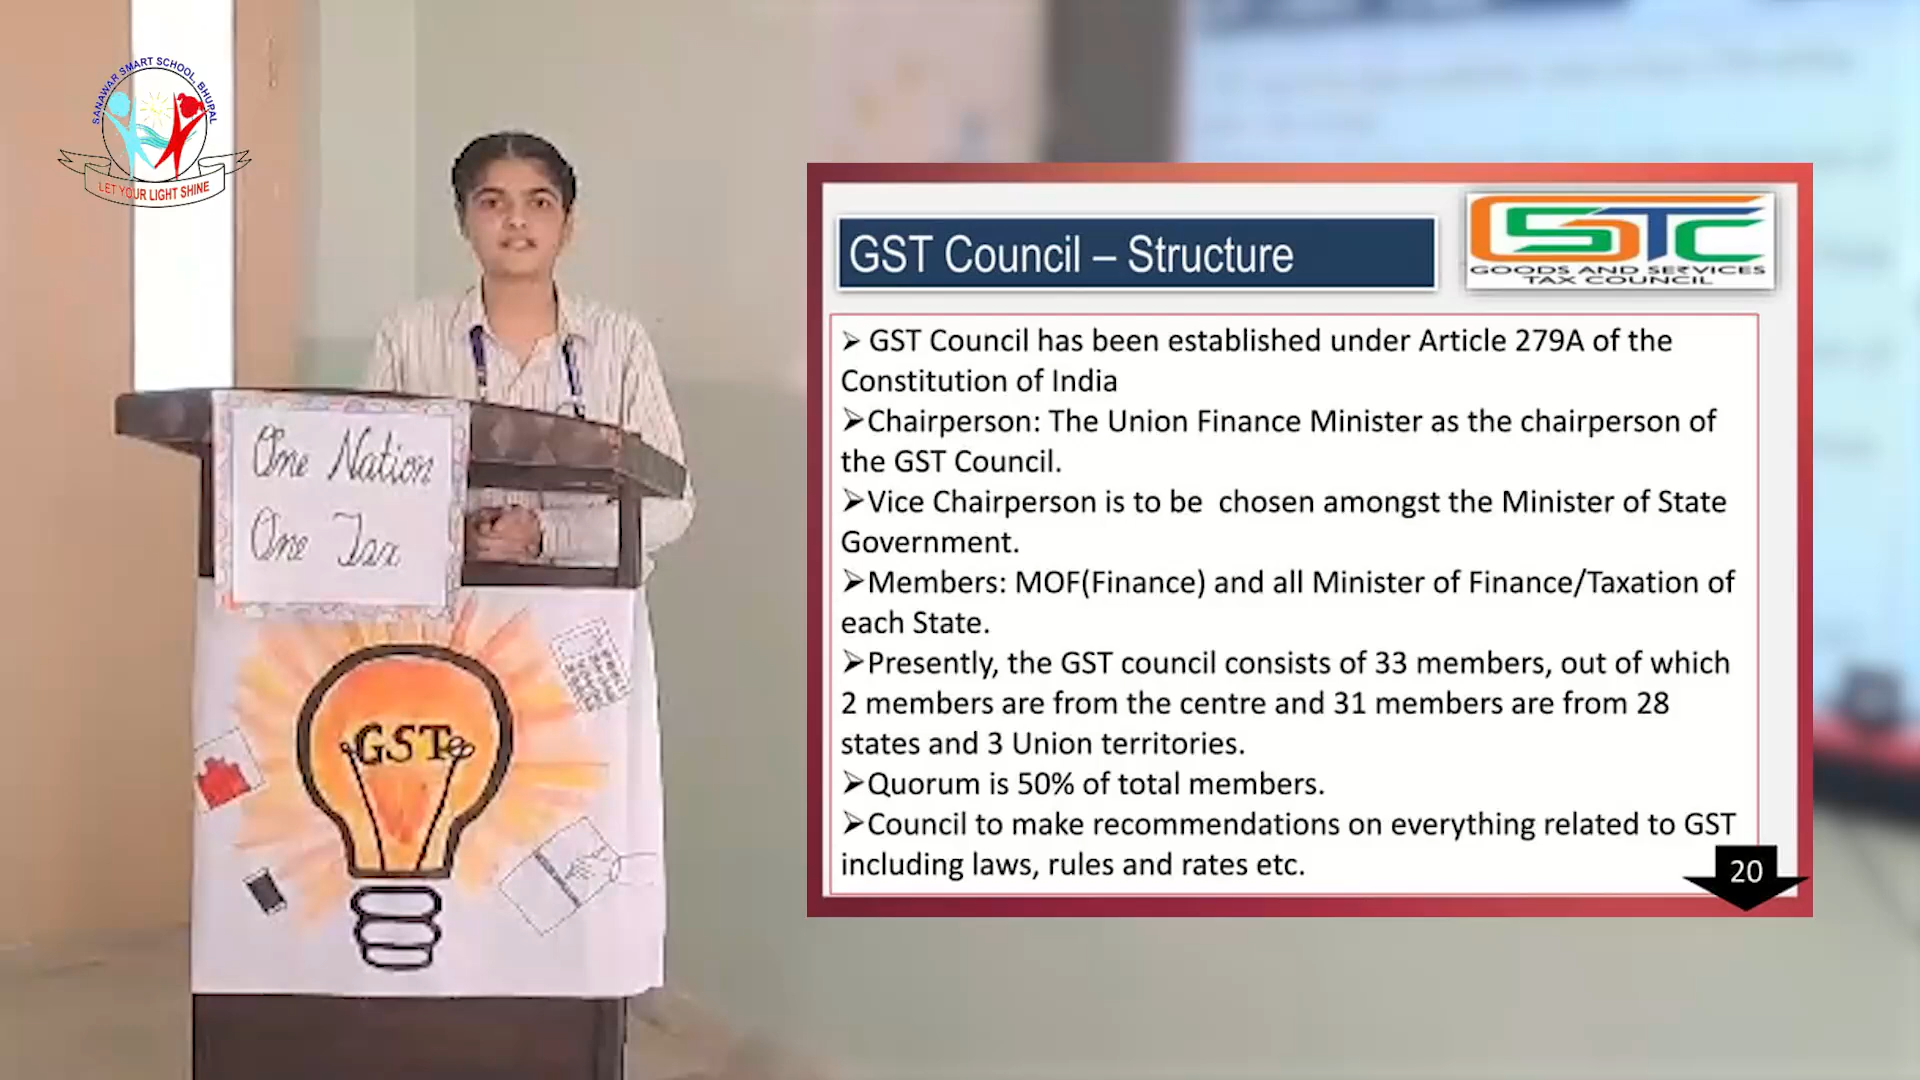 SANAWAR SMART SCHOOL, BHUPAL
LET YOUR LIGHT SHINE
One Nation
One Tax
GST
GST Council – Structure
GSTC
GOODS AND SERVICES
TAX COUNCIL
➢ GST Council has been established under Article 279A of the
Constitution of India
➢Chairperson: The Union Finance Minister as the chairperson of
the GST Council.
➢Vice Chairperson is to be chosen amongst the Minister of State
Government.
➢Members: MOF(Finance) and all Minister of Finance/Taxation of
each State.
➢Presently, the GST council consists of 33 members, out of which
2 members are from the centre and 31 members are from 28
states and 3 Union territories.
➢Quorum is 50% of total members.
➢Council to make recommendations on everything related to GST
including laws, rules and rates etc.
20